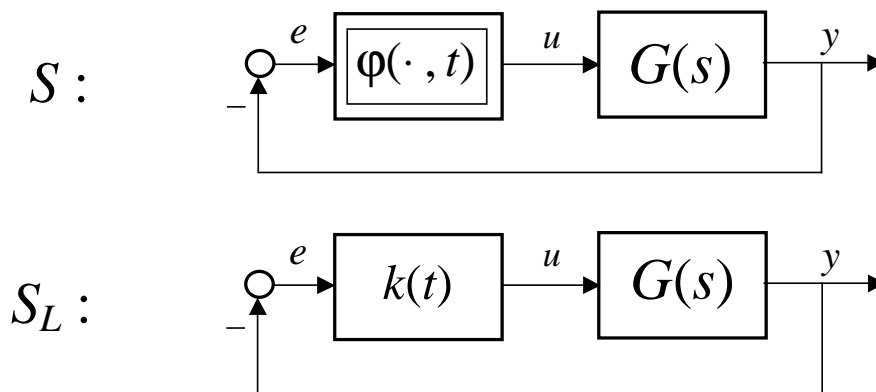 e u y
S : φ(· , t) G(s)
−
e u y
S_L : k(t) G(s)
−